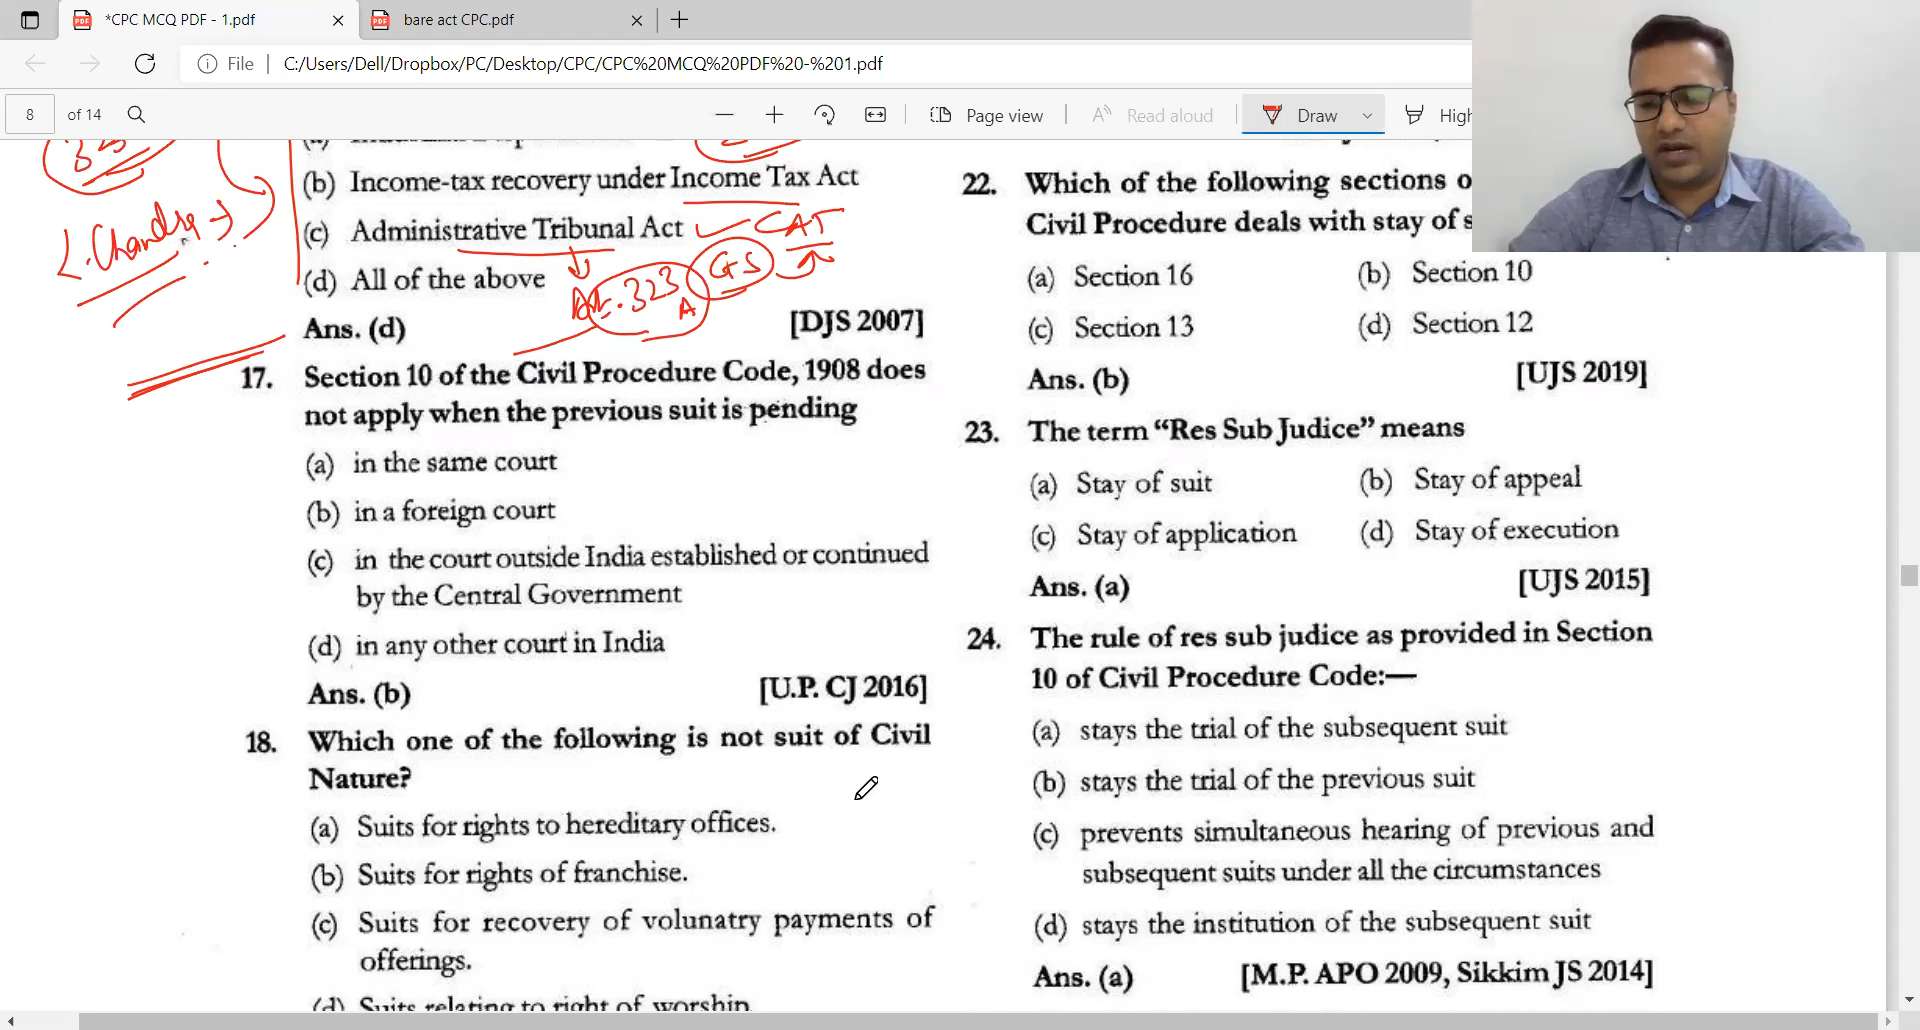 *CPC MCQ PDF - 1.pdf
bare act CPC.pdf
File
C:/Users/Dell/Dropbox/PC/Desktop/CPC/CPC%20MCQ%20PDF%20-%201.pdf
8 of 14
Page view
Read aloud
Draw
High
(b) Income-tax recovery under Income Tax Act
(c) Administrative Tribunal Act
CAT
(d) All of the above
Art. 323 A
GS
L. Chandra
Ans. (d) [DJS 2007]
17. Section 10 of the Civil Procedure Code, 1908 does
not apply when the previous suit is pending
(a) in the same court
(b) in a foreign court
(c) in the court outside India established or continued
by the Central Government
(d) in any other court in India
Ans. (b) [U.P. CJ 2016]
18. Which one of the following is not suit of Civil
Nature?
(a) Suits for rights to hereditary offices.
(b) Suits for rights of franchise.
(c) Suits for recovery of volunatry payments of
offerings.
(d) Suits relating to right of worship.
22. Which of the following sections o
Civil Procedure deals with stay of s
(a) Section 16 (b) Section 10
(c) Section 13 (d) Section 12
Ans. (b) [UJS 2019]
23. The term “Res Sub Judice” means
(a) Stay of suit (b) Stay of appeal
(c) Stay of application (d) Stay of execution
Ans. (a) [UJS 2015]
24. The rule of res sub judice as provided in Section
10 of Civil Procedure Code:—
(a) stays the trial of the subsequent suit
(b) stays the trial of the previous suit
(c) prevents simultaneous hearing of previous and
subsequent suits under all the circumstances
(d) stays the institution of the subsequent suit
Ans. (a) [M.P. APO 2009, Sikkim JS 2014]